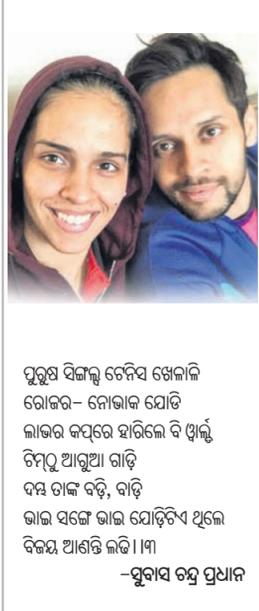 ପୁରୁଷ ସିଙ୍ଗଲ୍ସ ଟେନିସ ଖେଳାଳି
ରୋଜର– ନୋଭାକ ଯୋଡି
ଲାଭର କପ୍‌ରେ ହାରିଲେ ବି ୱାର୍ଲ୍ଡ
ଟିମ୍‌ଠୁ ଆଗୁଆ ଗାଡ଼ି
ଦମ୍ଭ ତାଙ୍କ ବଡ଼ି, ବାଡ଼ି
ଭାଇ ସଙ୍ଗେ ଭାଇ ଯୋଡ଼ିଟିଏ ଥିଲେ
ବିଜୟ ଆଣନ୍ତି ଲଢି।।୩
–ସୁବାସ ଚନ୍ଦ୍ର ପ୍ରଧାନ